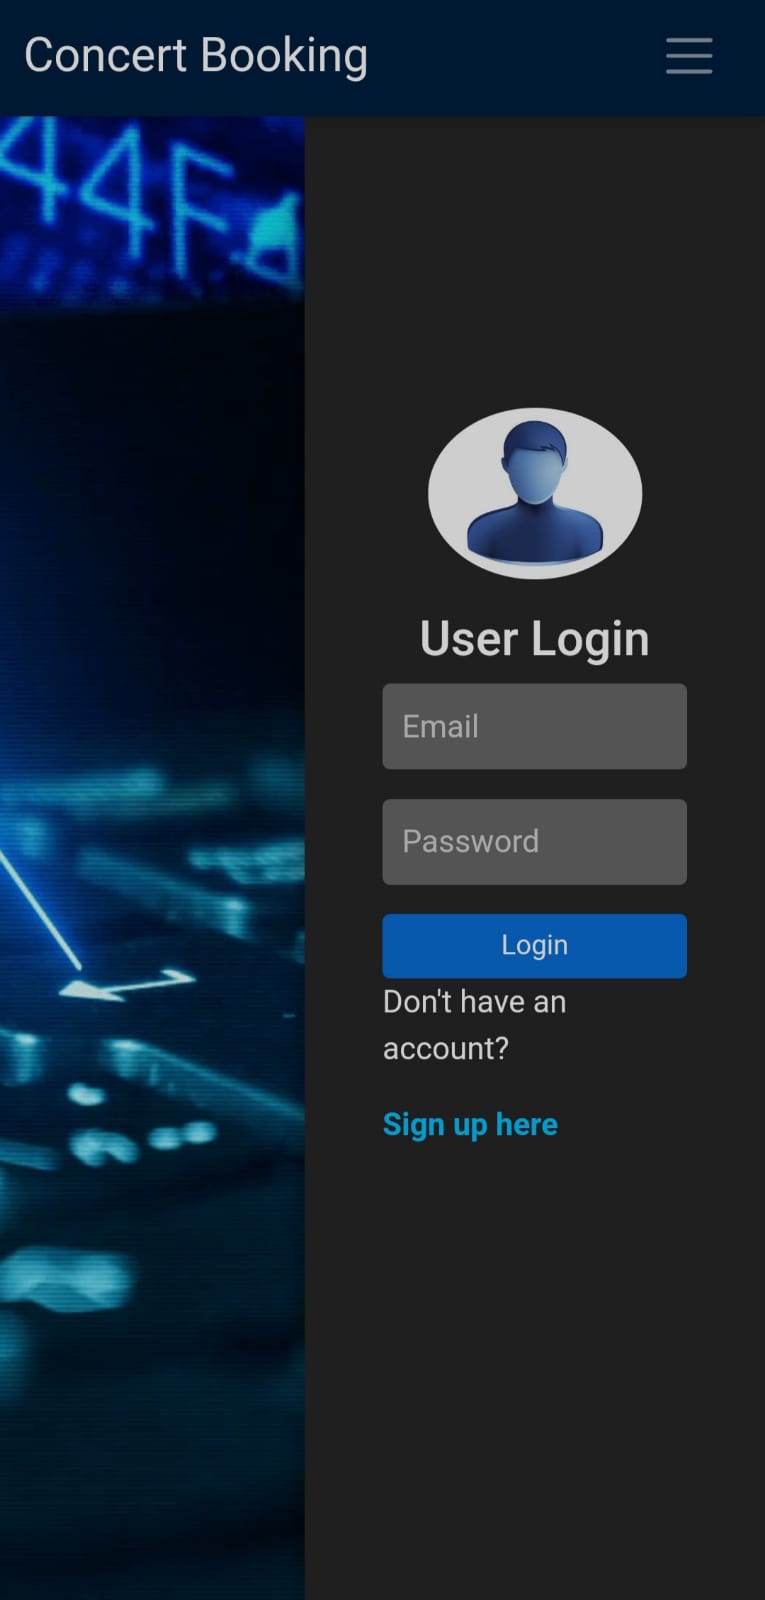 Concert Booking
44F
User Login
Email
Password
Login
Don't have an
account?
Sign up here